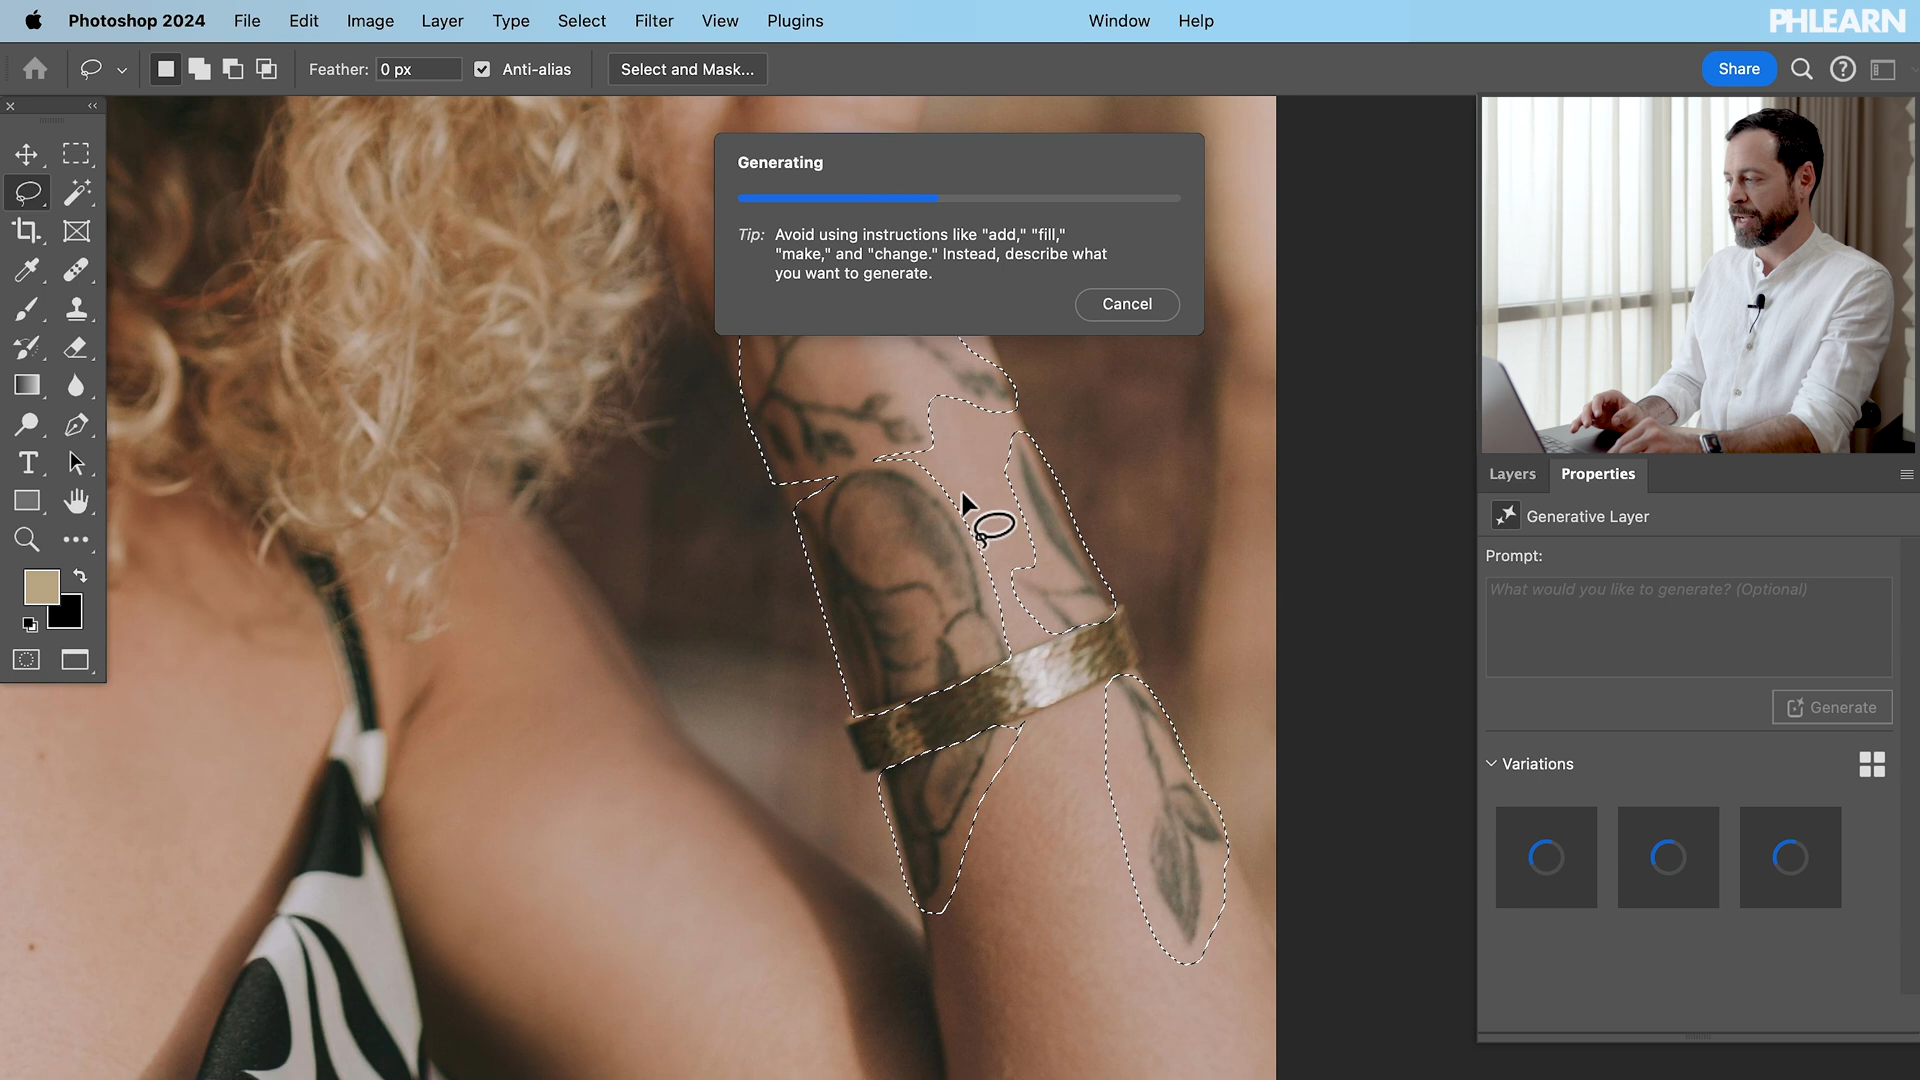 Photoshop 2024 File Edit Image Layer Type Select Filter View Plugins Window Help
PHLEARN
Feather: 0 px Anti-alias Select and Mask... Share
Generating
Tip: Avoid using instructions like "add," "fill,"
"make," and "change." Instead, describe what
you want to generate.
Cancel
Layers Properties
Generative Layer
Prompt:
What would you like to generate? (Optional)
Generate
Variations